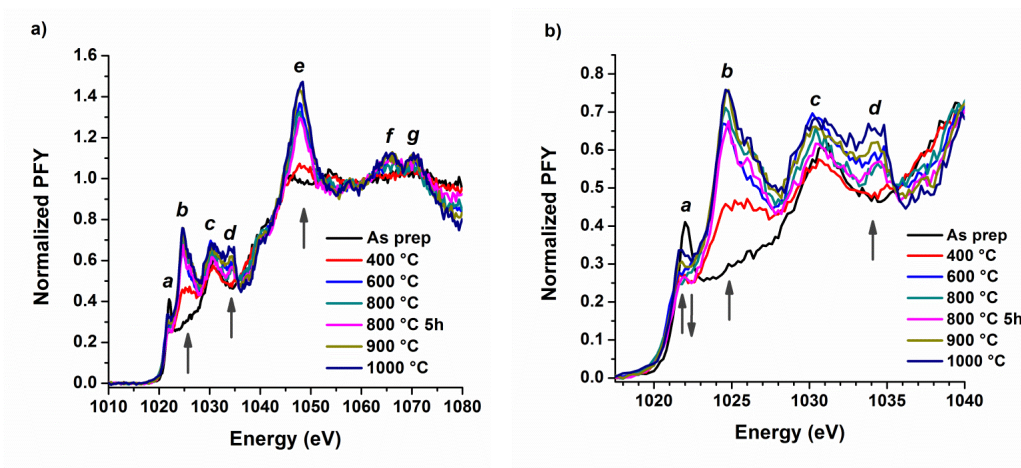 a)
Normalized PFY
1.6
1.4
1.2
1.0
0.8
0.6
0.4
0.2
0.0
a
b
c
d
e
f
g
As prep
400 °C
600 °C
800 °C
800 °C 5h
900 °C
1000 °C
1010 1020 1030 1040 1050 1060 1070 1080
Energy (eV)
b)
Normalized PFY
0.8
0.7
0.6
0.5
0.4
0.3
0.2
0.1
0.0
a
b
c
d
As prep
400 °C
600 °C
800 °C
800 °C 5h
900 °C
1000 °C
1020 1025 1030 1035 1040
Energy (eV)